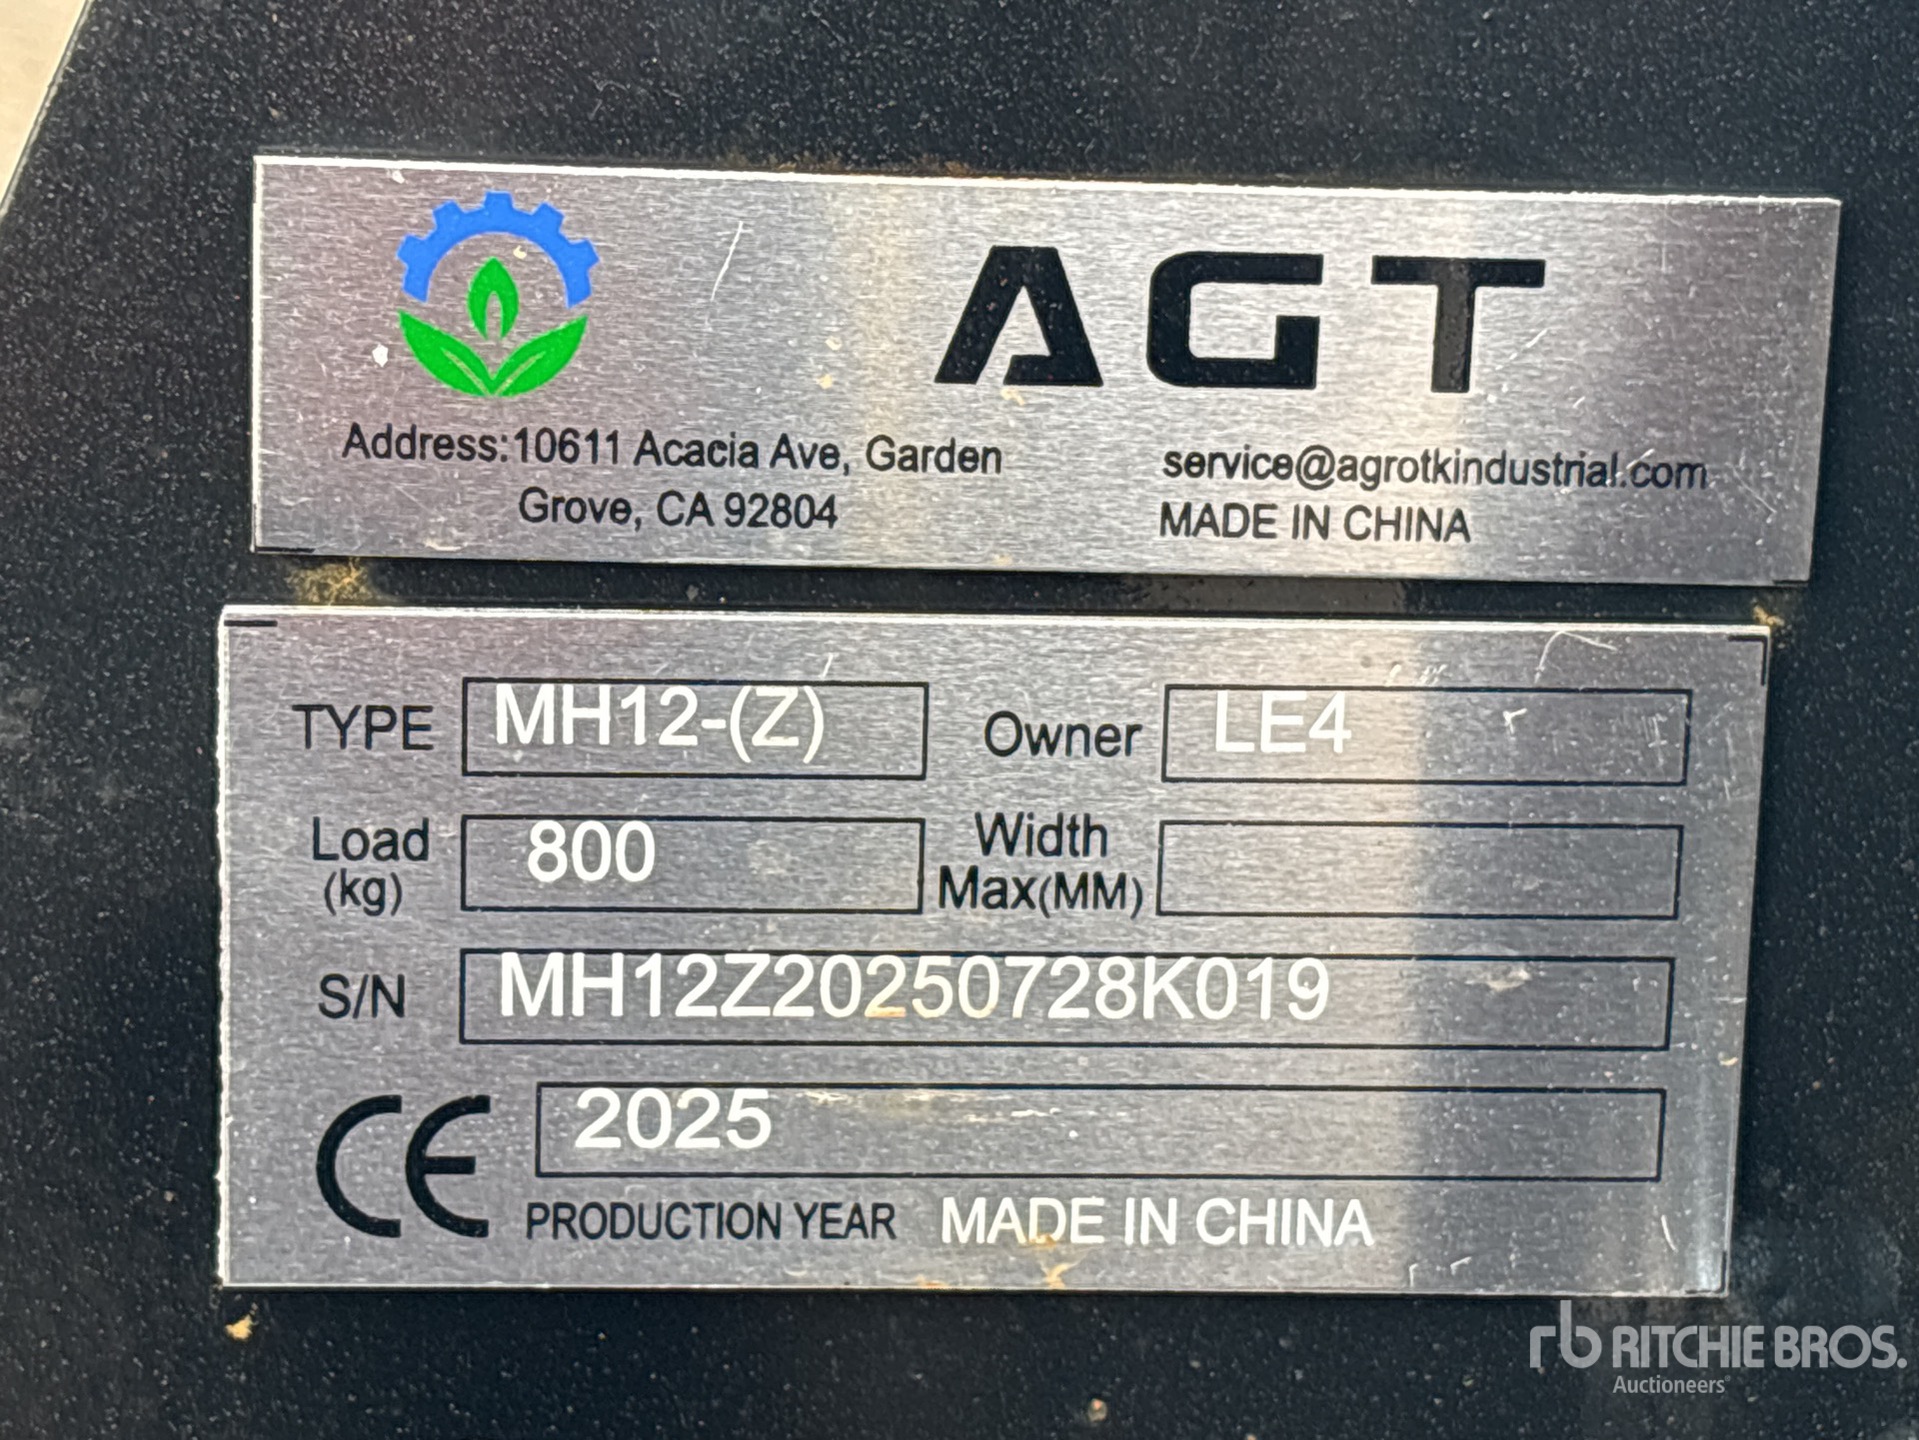 AGT
Address:10611 Acacia Ave, Garden
Grove, CA 92804
service@agrotkindustrial.com
MADE IN CHINA
TYPE MH12-(Z) Owner LE4
Load
(kg) 800
Width
Max(MM)
S/N MH12Z20250728K019
CE 2025
PRODUCTION YEAR MADE IN CHINA
rb RITCHIE BROS.
Auctioneers